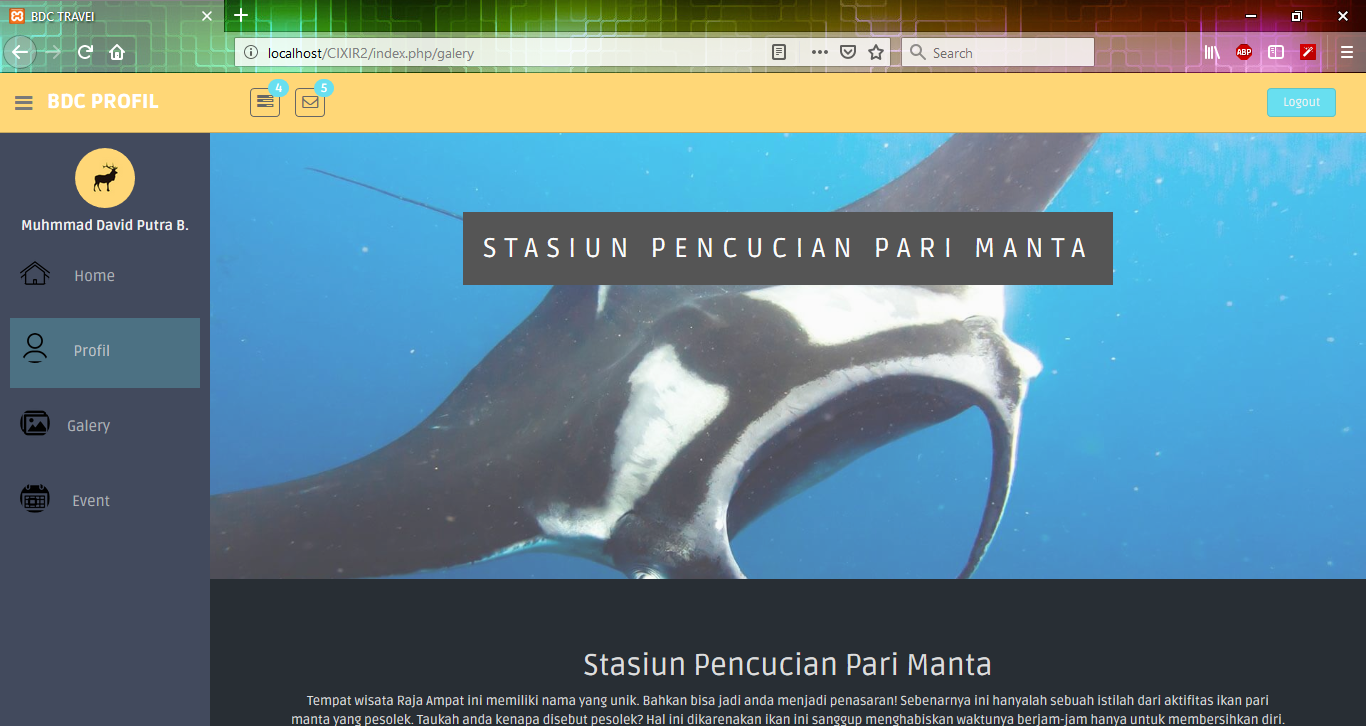 BDC TRAVEl
localhost/CIXIR2/index.php/galery
Search
ABP
BDC PROFIL
4
5
Logout
Muhmmad David Putra B.
Home
Profil
Galery
Event
STASIUN PENCUCIAN PARI MANTA
Stasiun Pencucian Pari Manta
Tempat wisata Raja Ampat ini memiliki nama yang unik. Bahkan bisa jadi anda menjadi penasaran! Sebenarnya ini hanyalah sebuah istilah dari aktifitas ikan pari
manta yang pesolek. Taukah anda kenapa disebut pesolek? Hal ini dikarenakan ikan ini sanggup menghabiskan waktunya berjam-jam hanya untuk membersihkan diri.